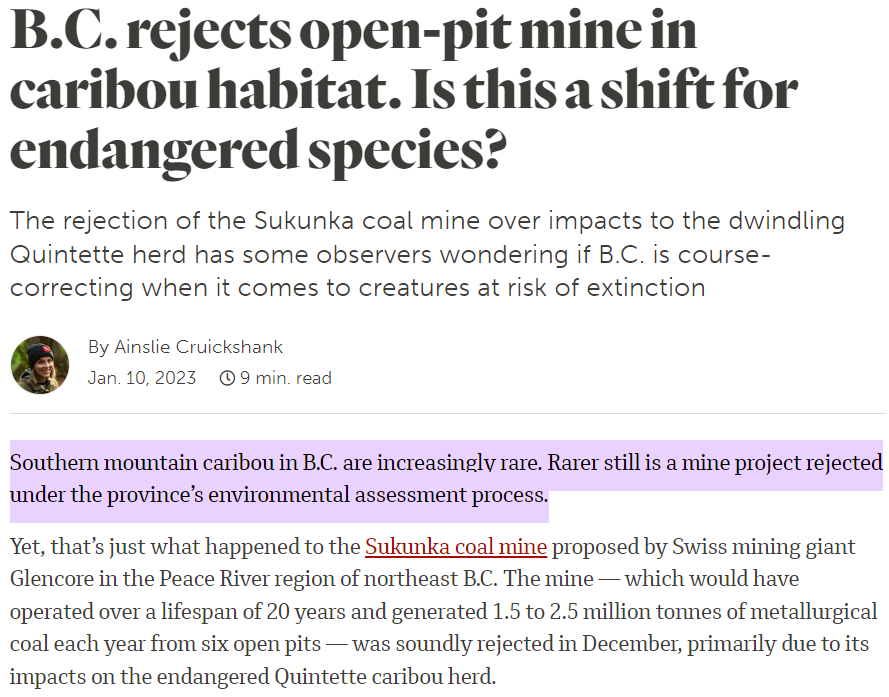 B.C. rejects open-pit mine in
caribou habitat. Is this a shift for
endangered species?
The rejection of the Sukunka coal mine over impacts to the dwindling
Quintette herd has some observers wondering if B.C. is course-
correcting when it comes to creatures at risk of extinction
By Ainslie Cruickshank
Jan. 10, 2023 9 min. read
Southern mountain caribou in B.C. are increasingly rare. Rarer still is a mine project rejected
under the province’s environmental assessment process.
Yet, that’s just what happened to the Sukunka coal mine proposed by Swiss mining giant
Glencore in the Peace River region of northeast B.C. The mine — which would have
operated over a lifespan of 20 years and generated 1.5 to 2.5 million tonnes of metallurgical
coal each year from six open pits — was soundly rejected in December, primarily due to its
impacts on the endangered Quintette caribou herd.